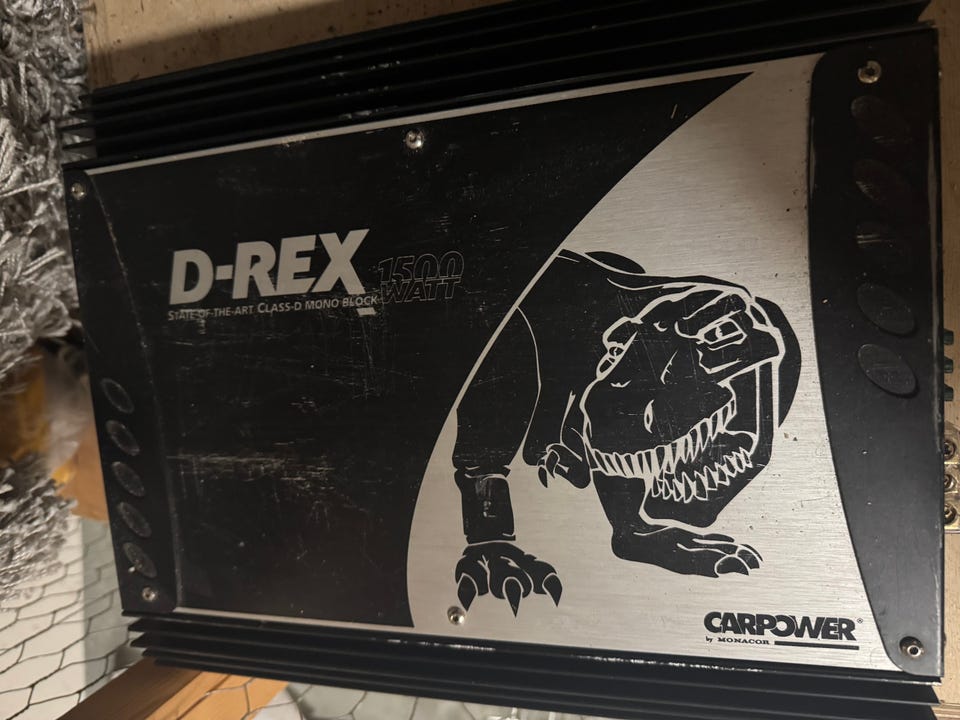 D-REX
1500
WATT
STATE-OF-THE-ART CLASS-D MONO BLOCK
CARPOWER®
by MONACOR